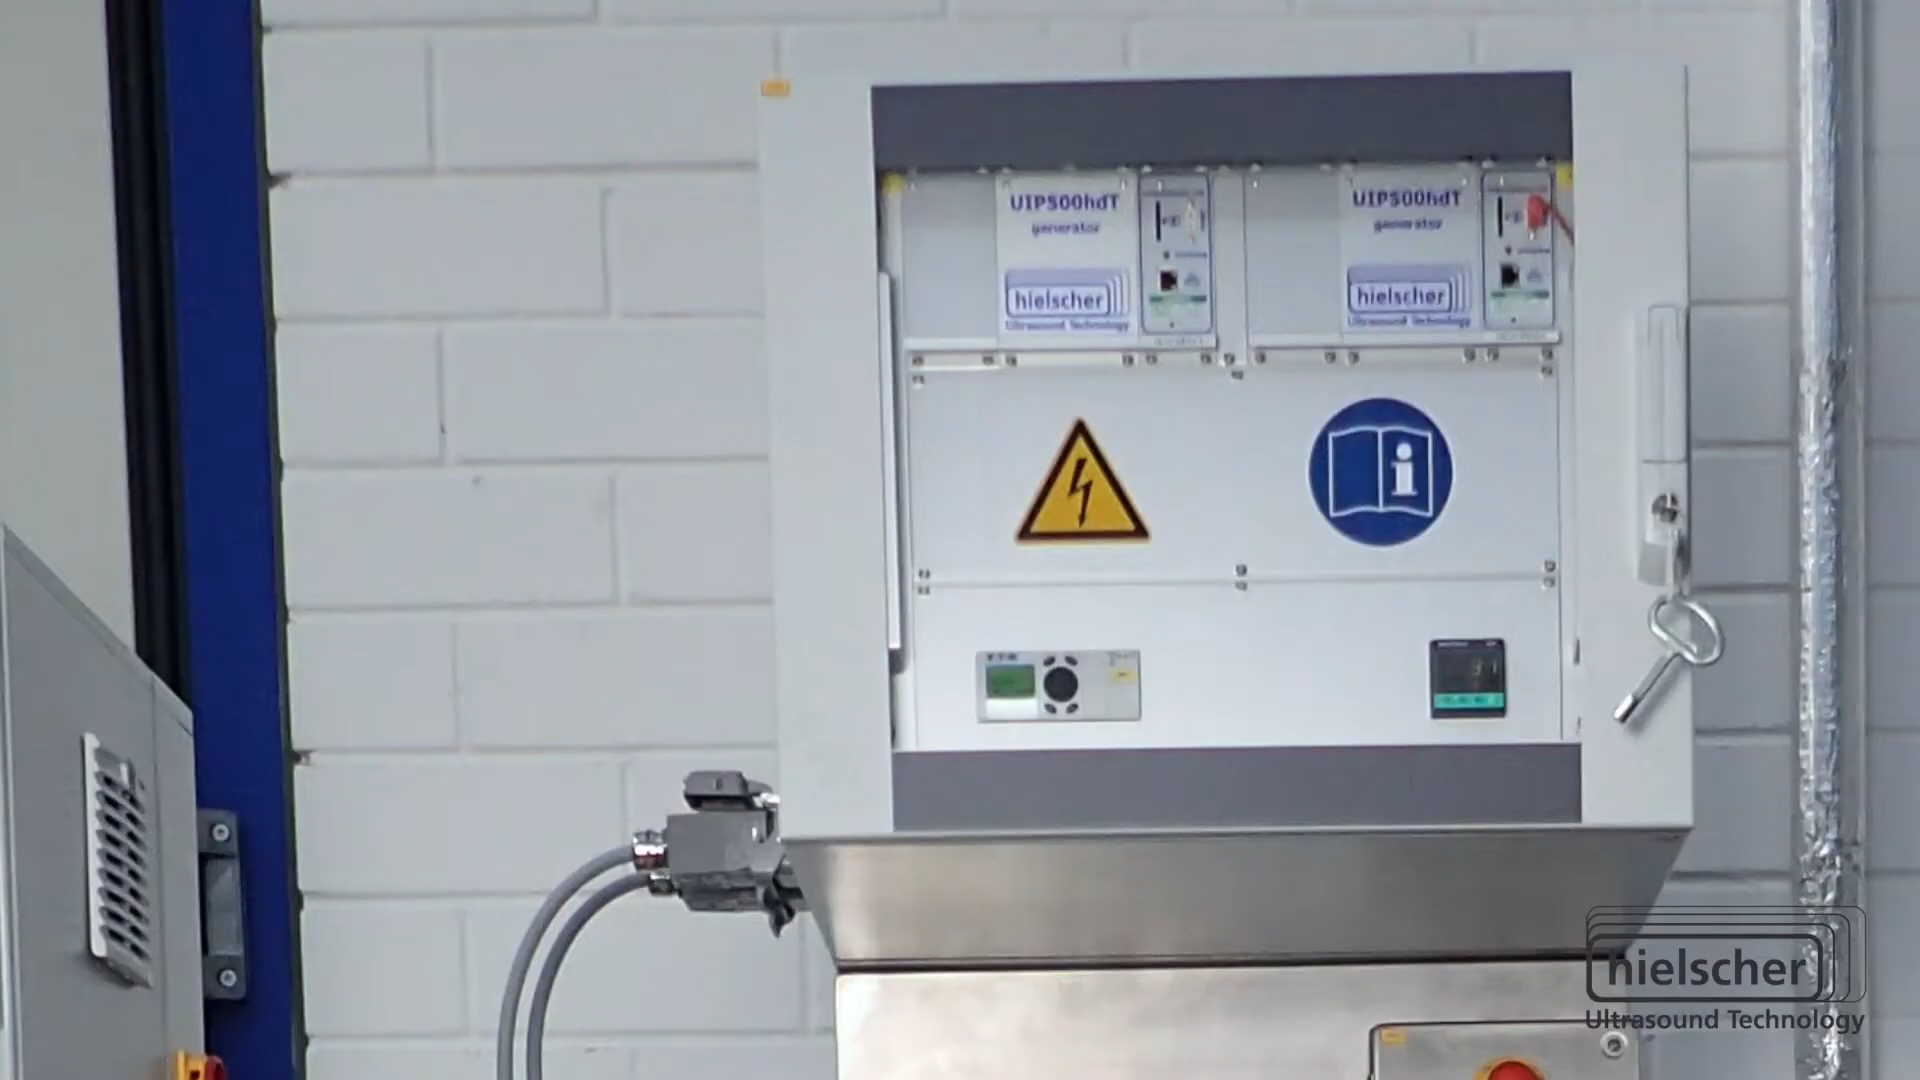 UIP500hdT
generator
hielscher
Ultrasound Technology
UIP500hdT
generator
hielscher
Ultrasound Technology
hielscher
Ultrasound Technology